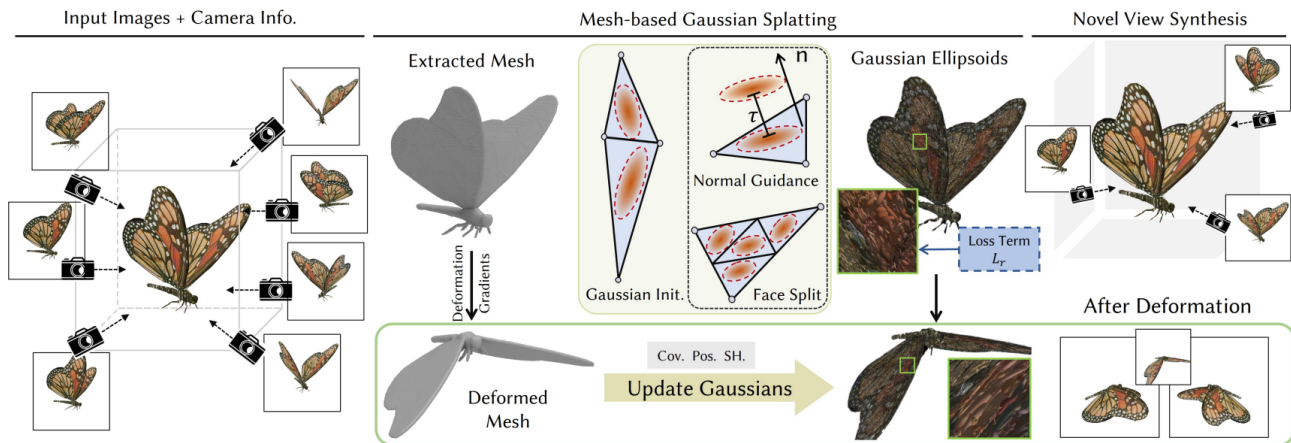 Input Images + Camera Info.
Mesh-based Gaussian Splatting
Novel View Synthesis
Extracted Mesh
n
τ
Normal Guidance
Gaussian Ellipsoids
Loss Term
L_r
Gaussian Init.
Face Split
Deformation
Gradients
After Deformation
Deformed
Mesh
Cov. Pos. SH.
Update Gaussians